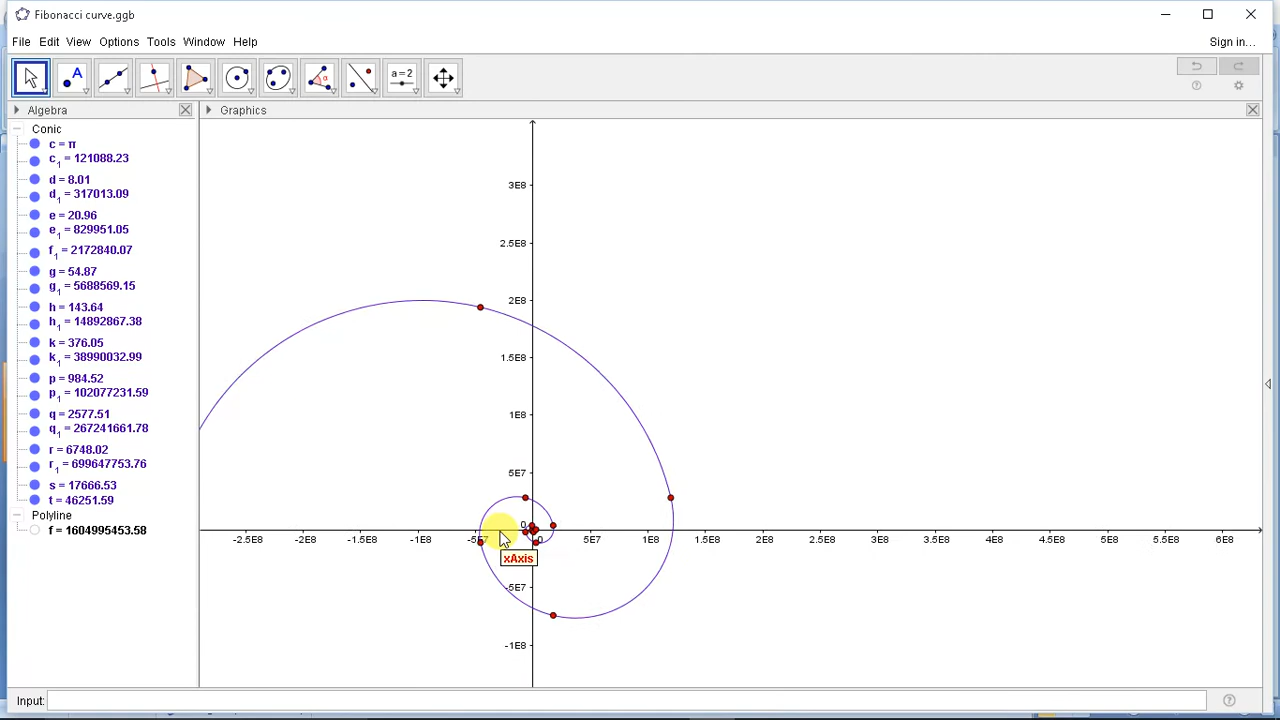 Fibonacci curve.ggb
File Edit View Options Tools Window Help
Sign in...
A
α
a=2
Algebra
Graphics
Conic
c = π
c₁ = 121088.23
d = 8.01
d₁ = 317013.09
e = 20.96
e₁ = 829951.05
f₁ = 2172840.07
g = 54.87
g₁ = 5688569.15
h = 143.64
h₁ = 14892867.38
k = 376.05
k₁ = 38990032.99
p = 984.52
p₁ = 102077231.59
q = 2577.51
q₁ = 267241661.78
r = 6748.02
r₁ = 699647753.76
s = 17666.53
t = 46251.59
Polyline
f = 1604995453.58
3E8
2.5E8
2E8
1.5E8
1E8
5E7
0
-2.5E8 -2E8 -1.5E8 -1E8 -5E7 0 5E7 1E8 1.5E8 2E8 2.5E8 3E8 3.5E8 4E8 4.5E8 5E8 5.5E8 6E8
xAxis
-5E7
-1E8
Input: